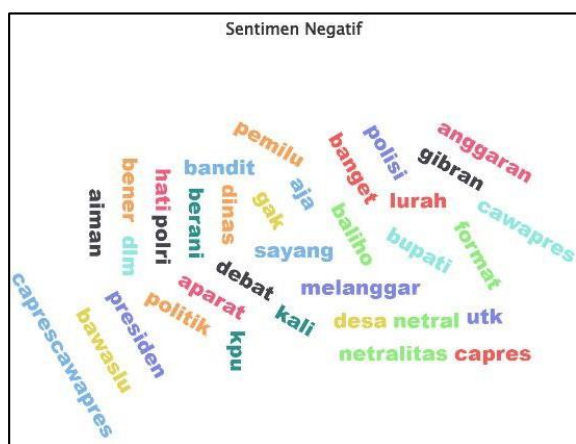 Sentimen Negatif
pemilu
polisi
anggaran
banget
gibran
bandit
aja
bener
hati
berani
dinas
gak
lurah
cawapres
aiman
dlm
polri
sayang
baliho
bupati
format
debat
melanggar
aparat
kali
caprescawapres
presiden
politik
bawaslu
kpu
desa
netral
utk
netralitas
capres